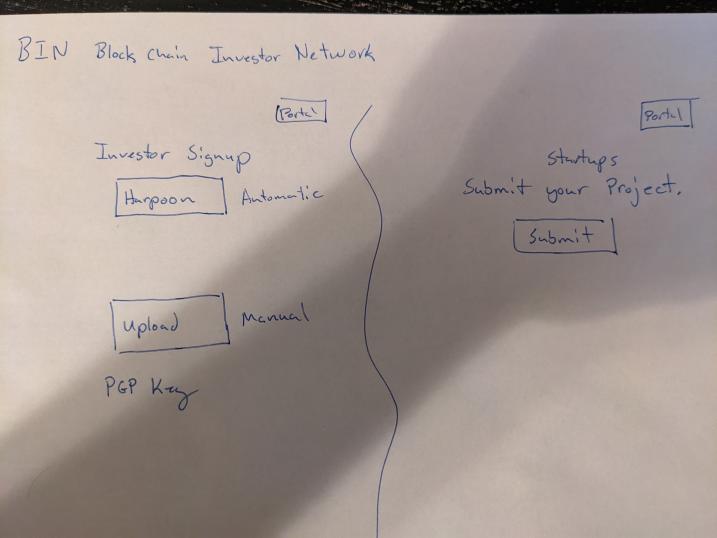 BIN Block Chain Investor Network
Portal
Investor Signup
Harpoon Automatic
Upload Manual
PGP Key
Portal
Startups
Submit your Project.
Submit